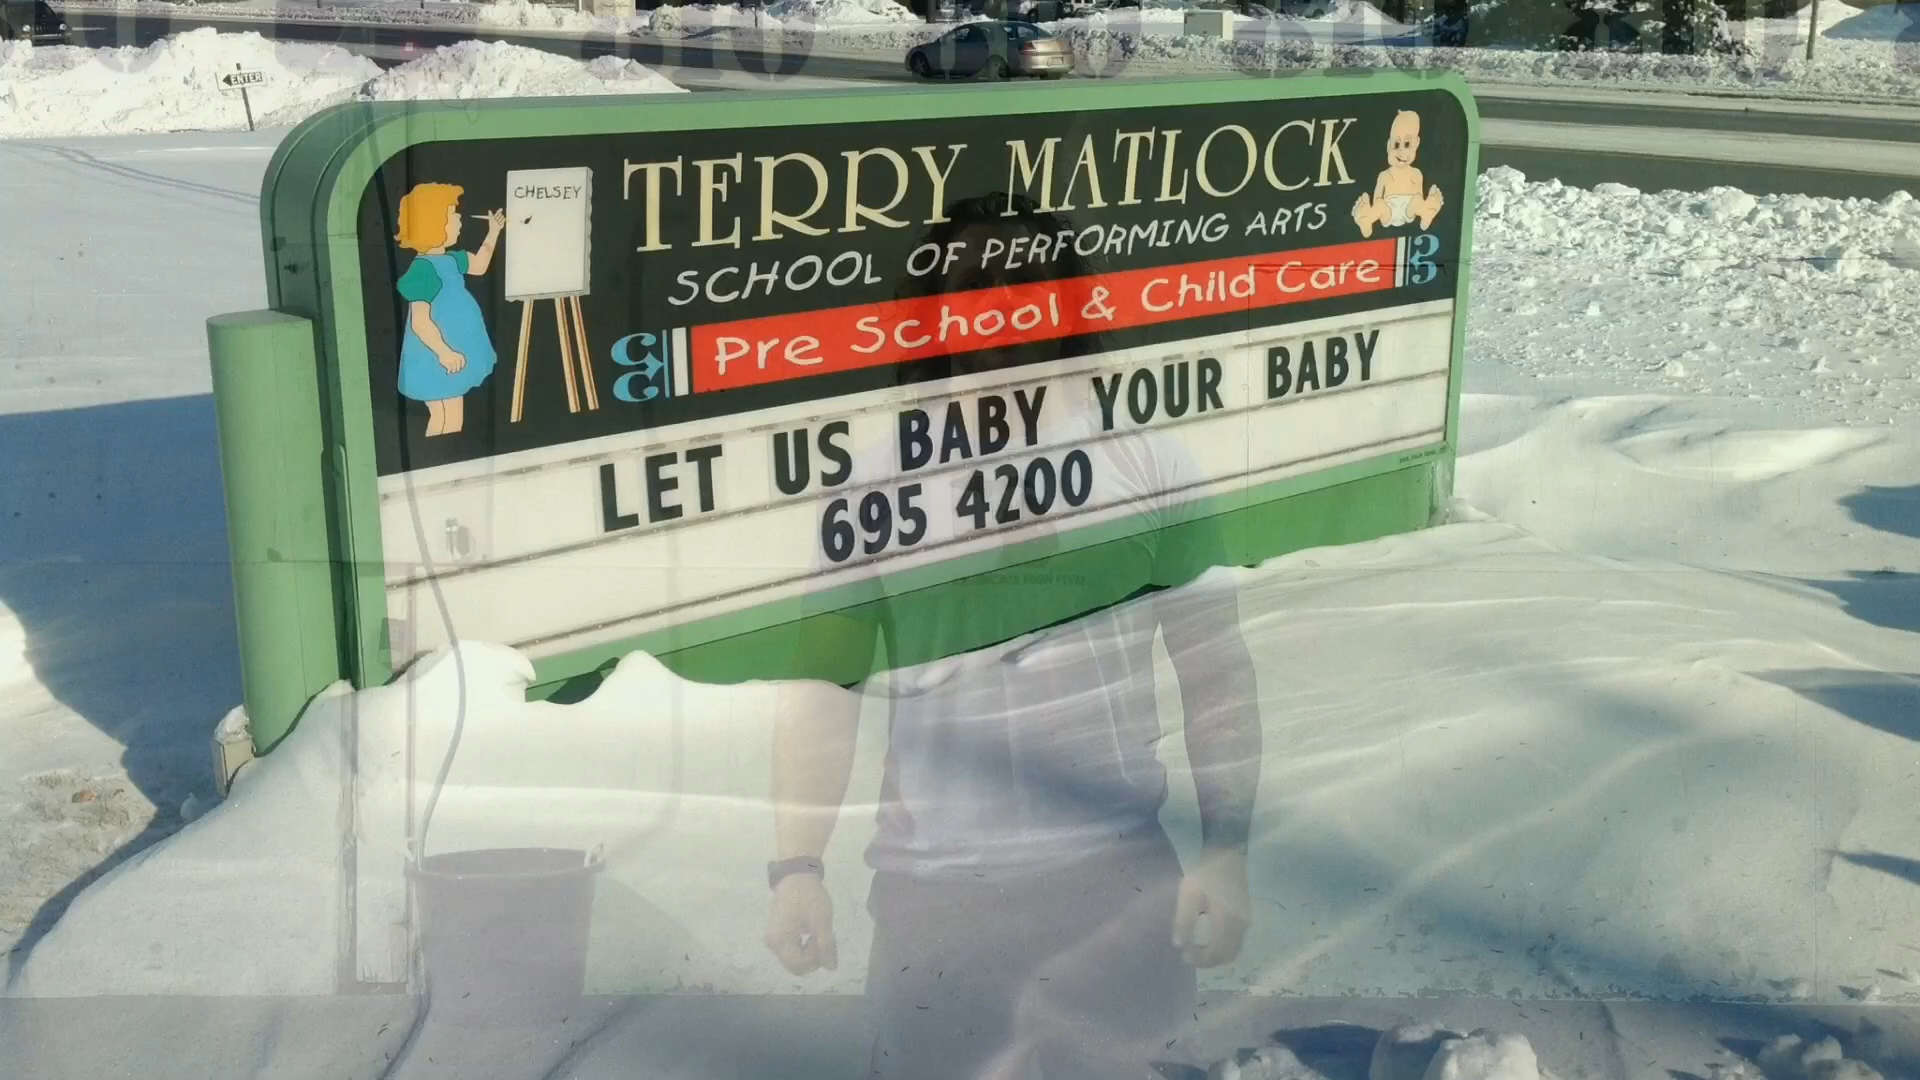 ENTER
CHELSEY
TERRY MATLOCK
SCHOOL OF PERFORMING ARTS
Pre School & Child Care
LET US BABY YOUR BABY
695 4200